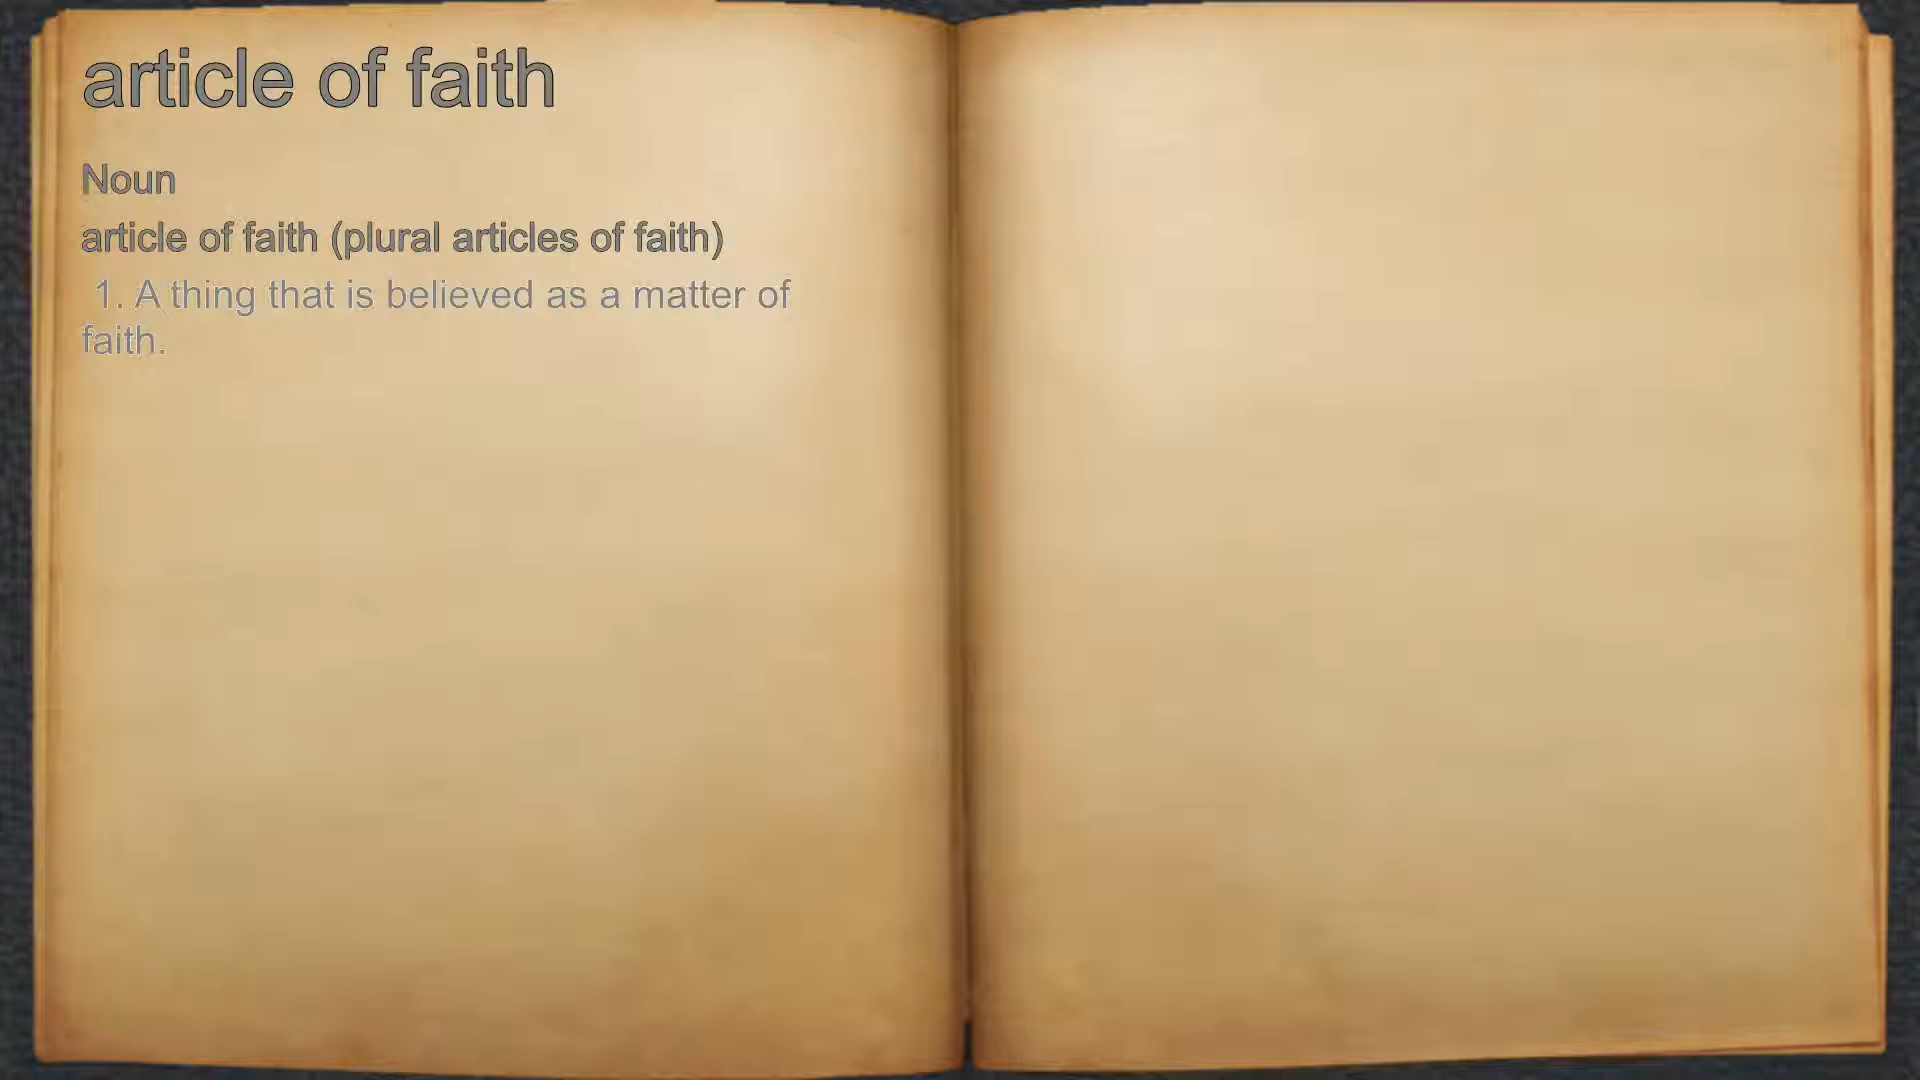 article of faith
Noun
article of faith (plural articles of faith)
1. A thing that is believed as a matter of
faith.